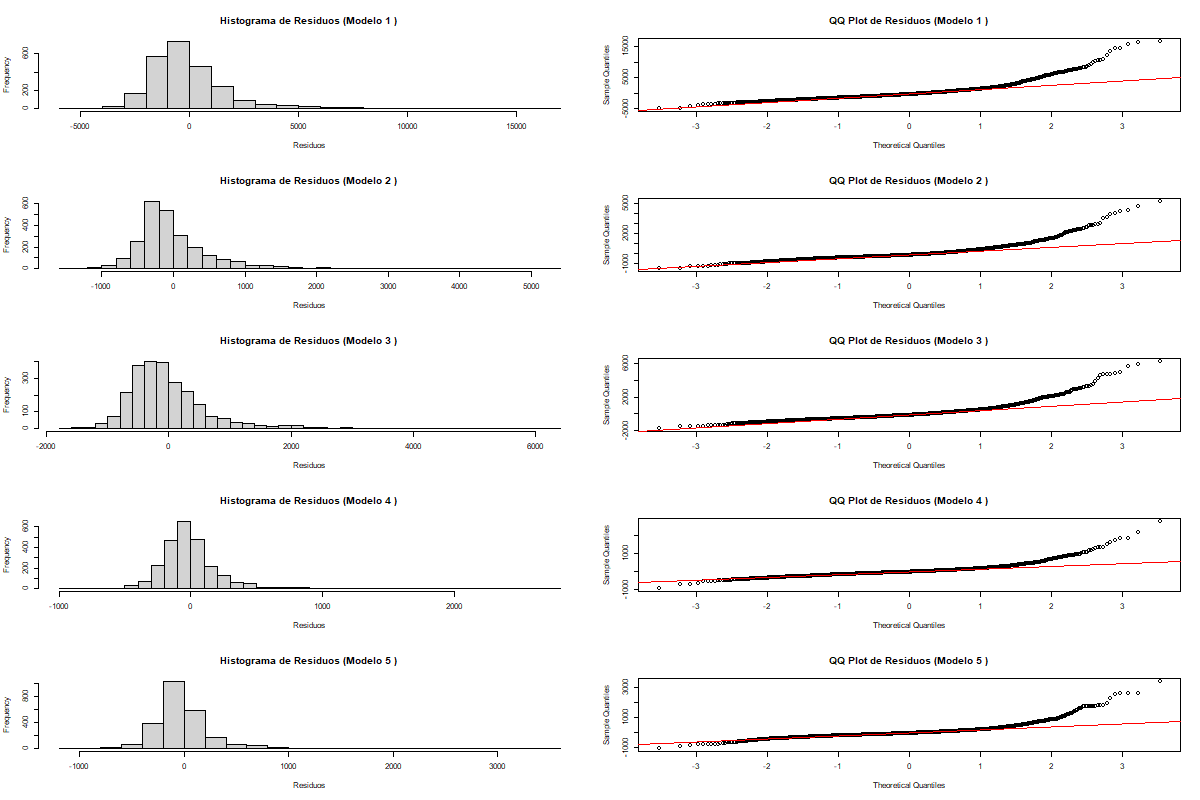 Histograma de Residuos (Modelo 1 )
Frequency
0 200 600
-5000 0 5000 10000 15000
Residuos
QQ Plot de Residuos (Modelo 1 )
Sample Quantiles
-5000 5000 15000
-3 -2 -1 0 1 2 3
Theoretical Quantiles
Histograma de Residuos (Modelo 2 )
Frequency
0 200 400 600
-1000 0 1000 2000 3000 4000 5000
Residuos
QQ Plot de Residuos (Modelo 2 )
Sample Quantiles
-1000 2000 5000
-3 -2 -1 0 1 2 3
Theoretical Quantiles
Histograma de Residuos (Modelo 3 )
Frequency
0 100 300
-2000 0 2000 4000 6000
Residuos
QQ Plot de Residuos (Modelo 3 )
Sample Quantiles
-2000 2000 6000
-3 -2 -1 0 1 2 3
Theoretical Quantiles
Histograma de Residuos (Modelo 4 )
Frequency
0 200 400 600
-1000 0 1000 2000
Residuos
QQ Plot de Residuos (Modelo 4 )
Sample Quantiles
-1000 1000
-3 -2 -1 0 1 2 3
Theoretical Quantiles
Histograma de Residuos (Modelo 5 )
Frequency
0 400 800
-1000 0 1000 2000 3000
Residuos
QQ Plot de Residuos (Modelo 5 )
Sample Quantiles
-1000 1000 3000
-3 -2 -1 0 1 2 3
Theoretical Quantiles